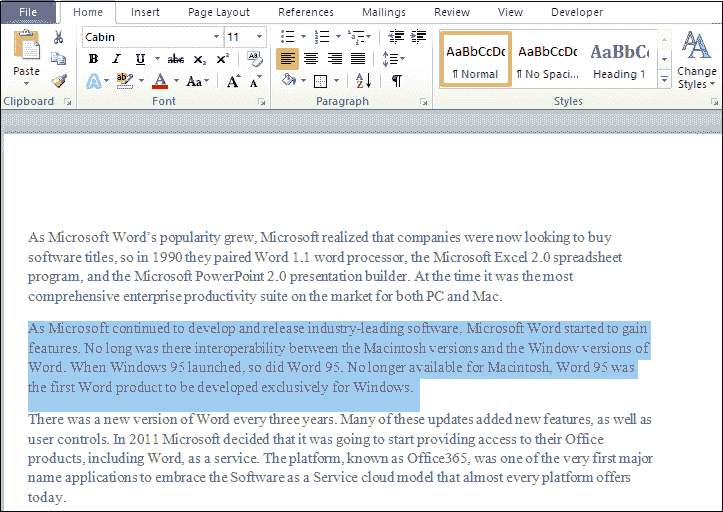 File Home Insert Page Layout References Mailings Review View Developer
Paste
Cabin 11
B I U abc x₂ x²
A ab A Aa A A
A Z
¶
AaBbCcDc AaBbCcDc AaBbCc
¶ Normal ¶ No Spaci... Heading 1
A A
Change
Styles
Clipboard Font Paragraph Styles
As Microsoft Word's popularity grew, Microsoft realized that companies were now looking to buy
software titles, so in 1990 they paired Word 1.1 word processor, the Microsoft Excel 2.0 spreadsheet
program, and the Microsoft PowerPoint 2.0 presentation builder. At the time it was the most
comprehensive enterprise productivity suite on the market for both PC and Mac.
As Microsoft continued to develop and release industry-leading software, Microsoft Word started to gain
features. No long was there interoperability between the Macintosh versions and the Window versions of
Word. When Windows 95 launched, so did Word 95. No longer available for Macintosh, Word 95 was
the first Word product to be developed exclusively for Windows.
There was a new version of Word every three years. Many of these updates added new features, as well as
user controls. In 2011 Microsoft decided that it was going to start providing access to their Office
products, including Word, as a service. The platform, known as Office365, was one of the very first major
name applications to embrace the Software as a Service cloud model that almost every platform offers
today.